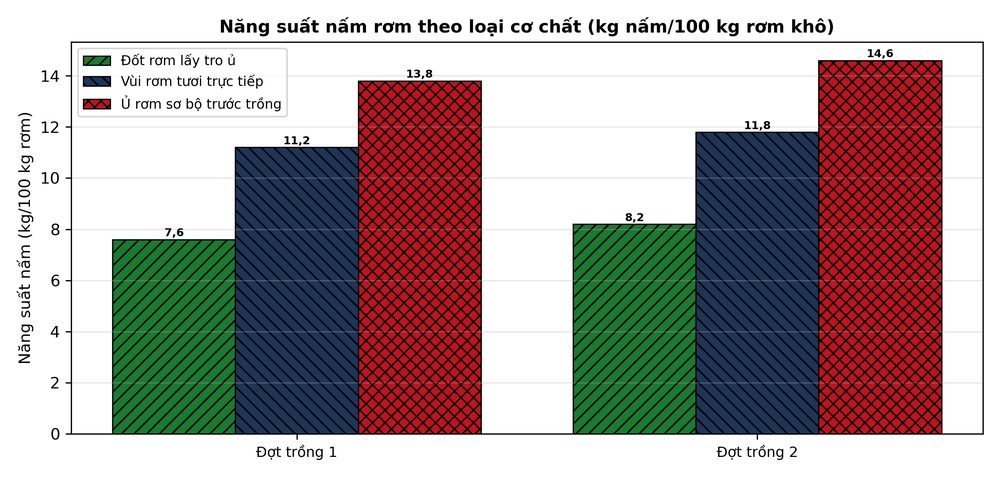 Năng suất nấm rơm theo loại cơ chất (kg nấm/100 kg rơm khô)
Đốt rơm lấy tro ủ
Vùi rơm tươi trực tiếp
Ủ rơm sơ bộ trước trồng
Năng suất nấm (kg/100 kg rơm)
14
12
10
8
6
4
2
0
7,6
11,2
13,8
8,2
11,8
14,6
Đợt trồng 1
Đợt trồng 2